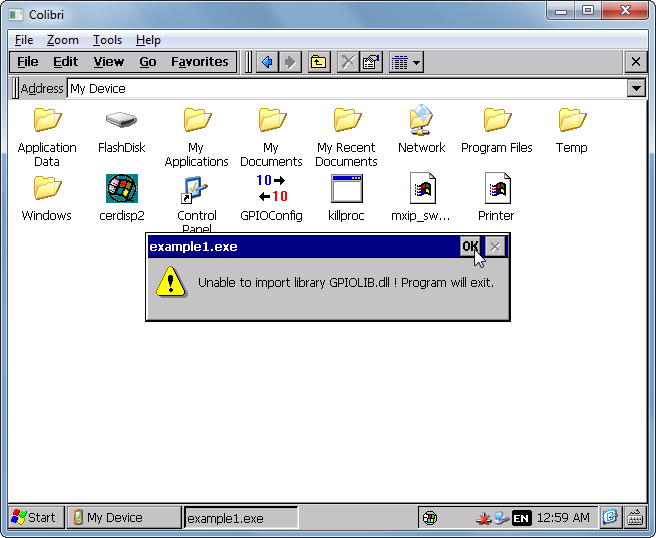 Colibri
File Zoom Tools Help
File Edit View Go Favorites
Address My Device
Application Data
FlashDisk
My Applications
My Documents
My Recent Documents
Network
Program Files
Temp
Windows
cerdisp2
Control Panel
10
10
GPIOConfig
killproc
mxip_sw...
Printer
example1.exe OK
Unable to import library GPIOLIB.dll ! Program will exit.
Start My Device example1.exe EN 12:59 AM